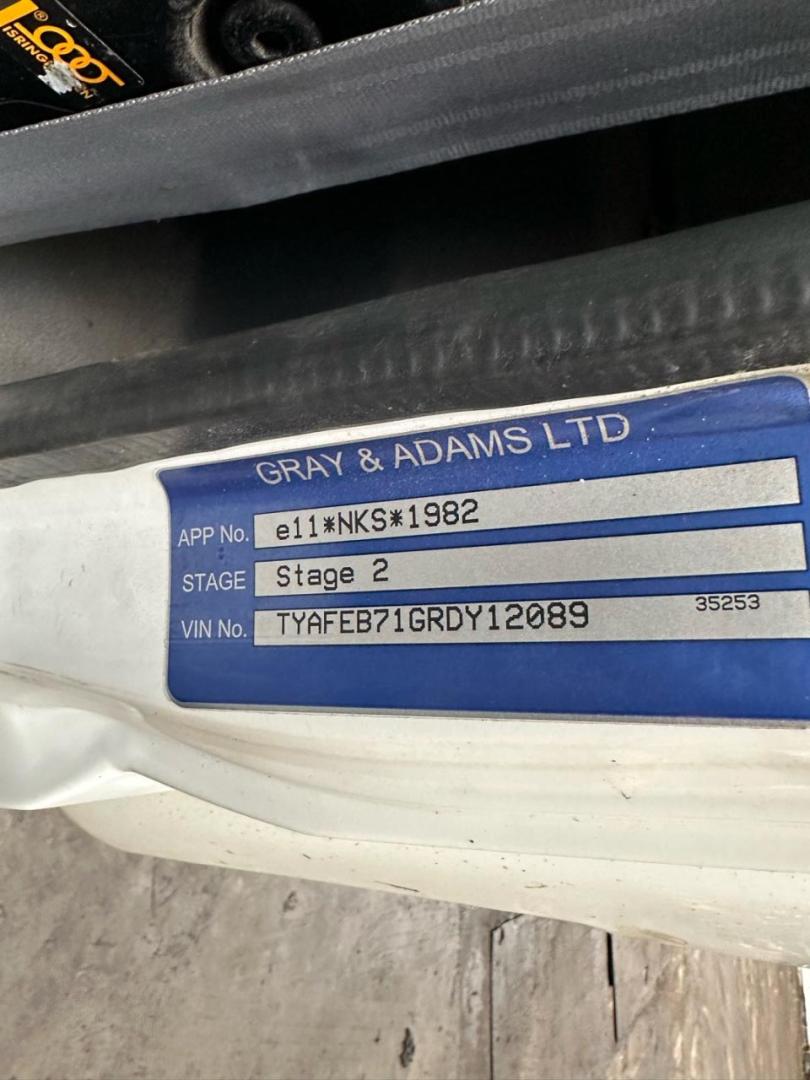 GRAY & ADAMS LTD
APP No. e11*NKS*1982
STAGE Stage 2
VIN No. TYAFEB71GRDY12089 35253